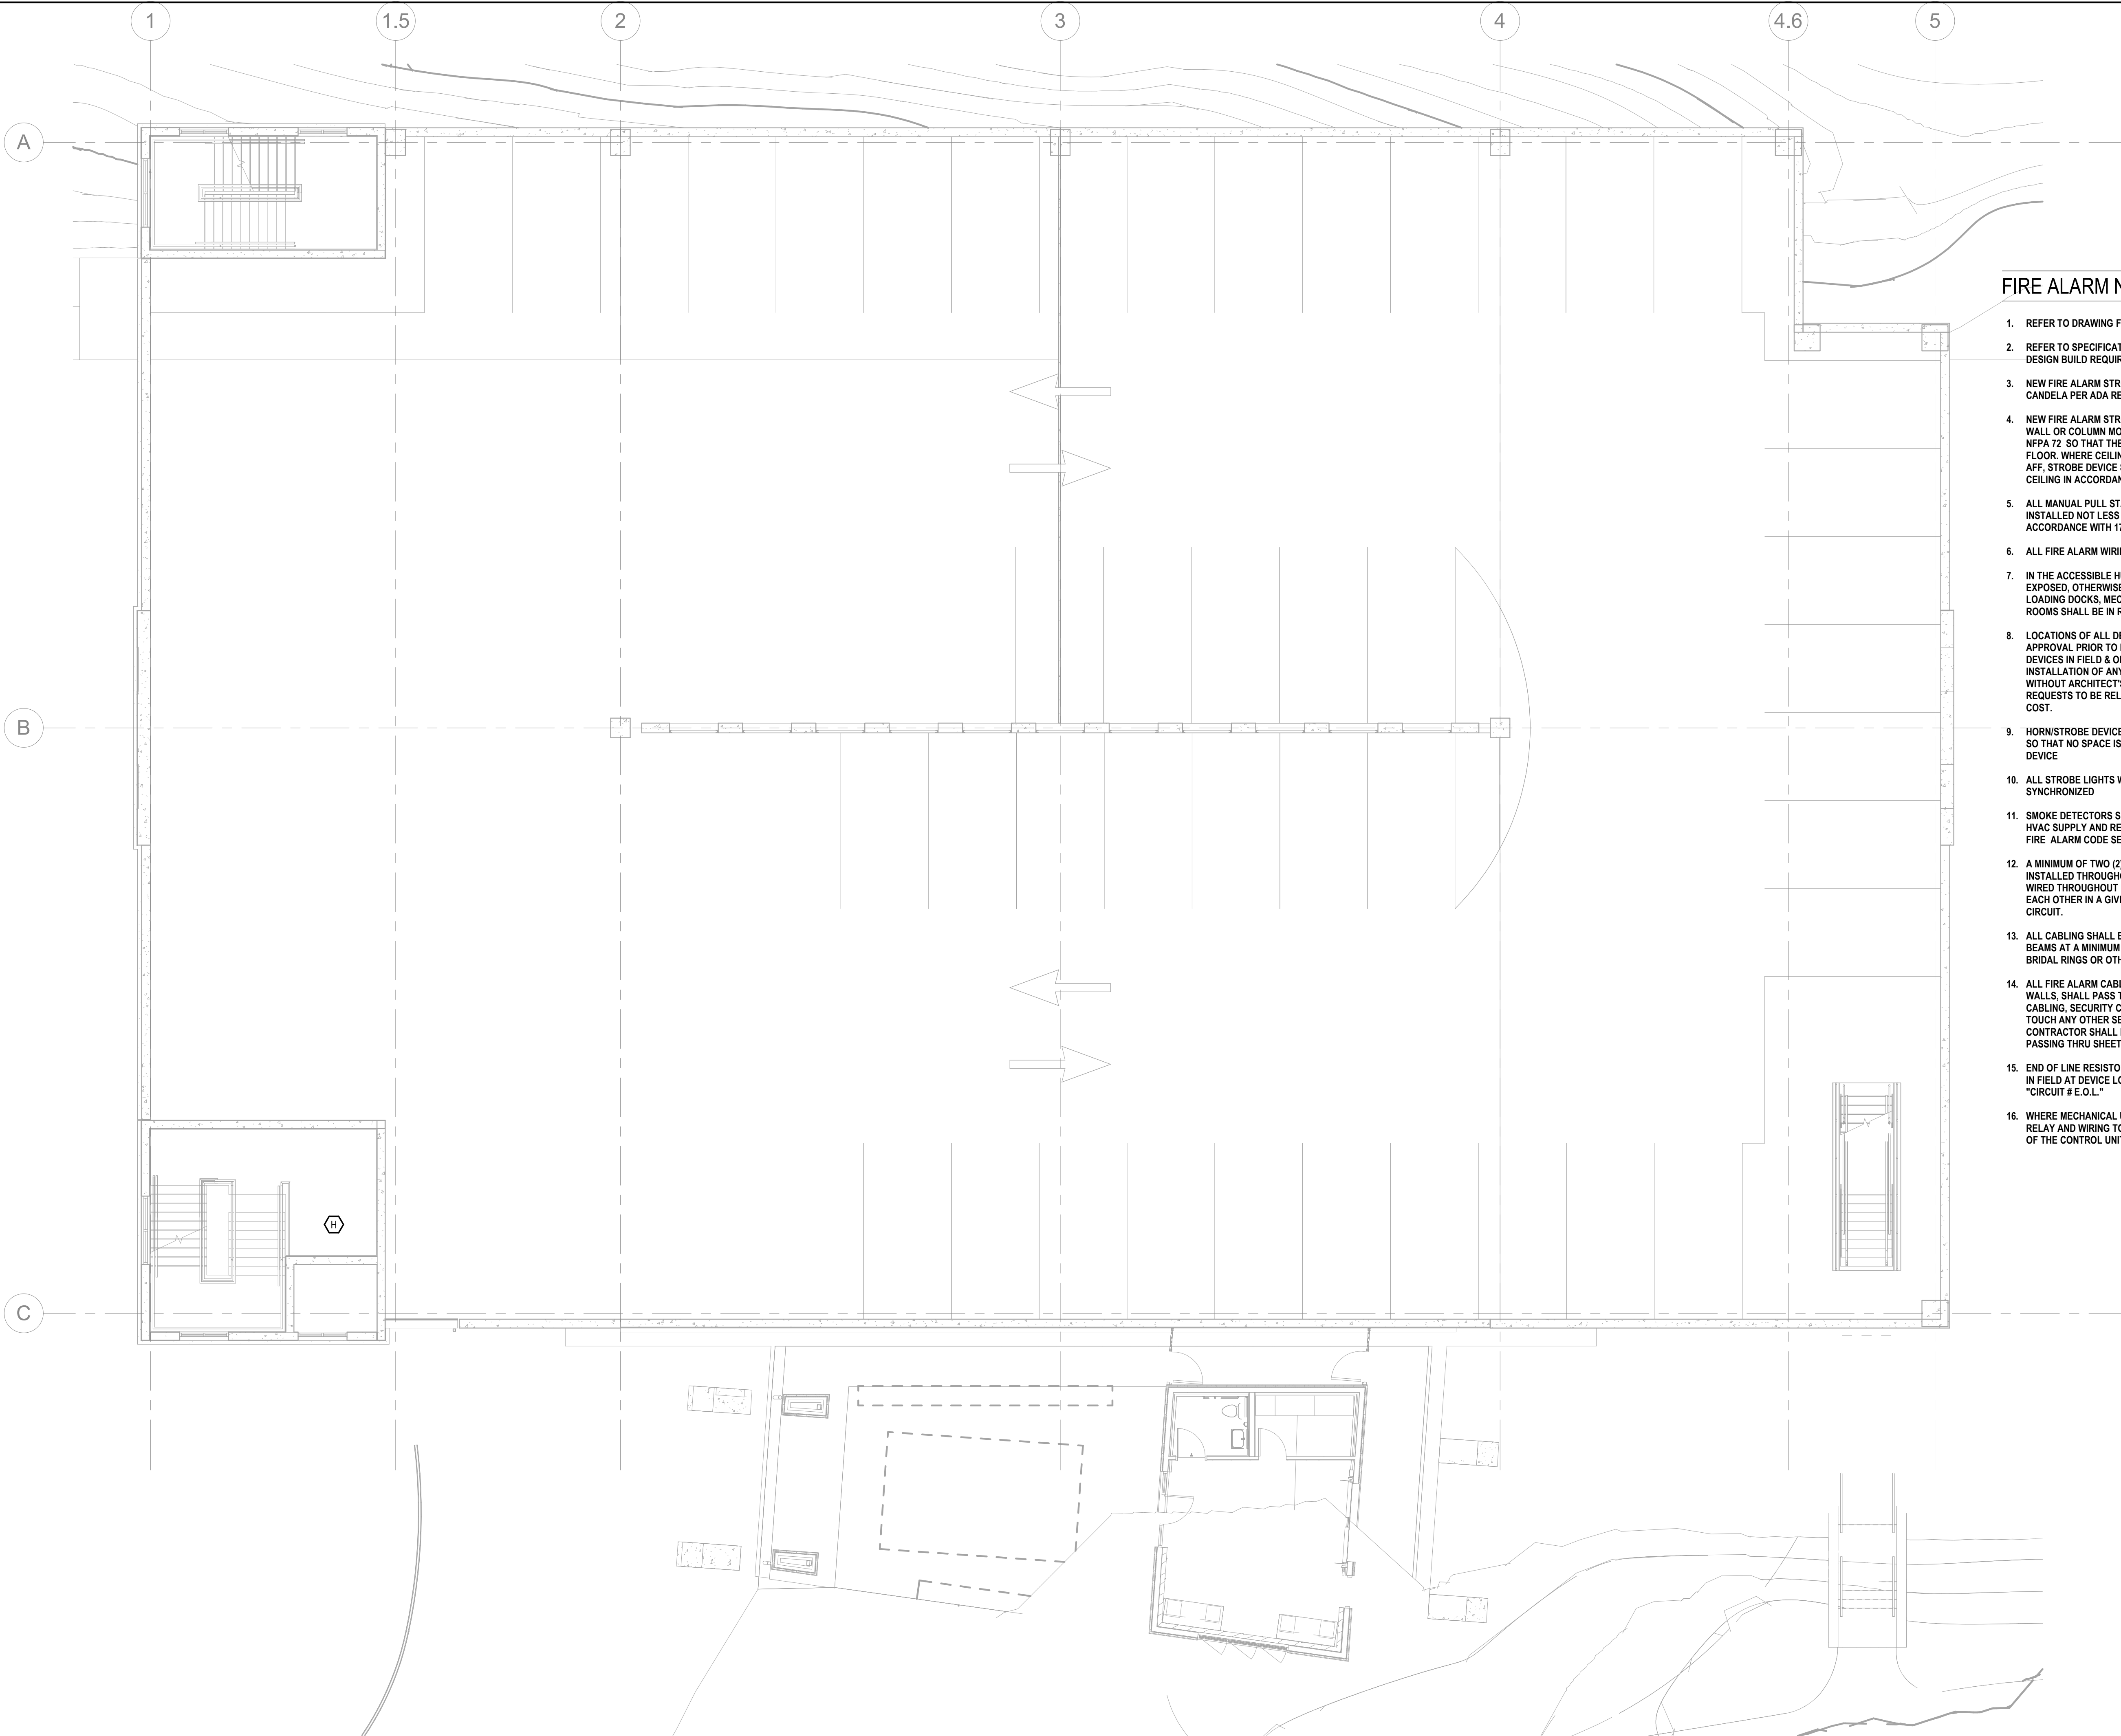 1
1.5
2
3
4
4.6
5
A
B
C
H
FIRE ALARM N
1. REFER TO DRAWING F
2. REFER TO SPECIFICAT
DESIGN BUILD REQUIR
3. NEW FIRE ALARM STR
CANDELA PER ADA RE
4. NEW FIRE ALARM STR
WALL OR COLUMN MO
NFPA 72 SO THAT THE
FLOOR. WHERE CEILIN
AFF, STROBE DEVICE
CEILING IN ACCORDAN
5. ALL MANUAL PULL ST
INSTALLED NOT LESS
ACCORDANCE WITH 17
6. ALL FIRE ALARM WIRI
7. IN THE ACCESSIBLE H
EXPOSED, OTHERWISE
LOADING DOCKS, MEC
ROOMS SHALL BE IN R
8. LOCATIONS OF ALL DE
APPROVAL PRIOR TO
DEVICES IN FIELD & O
INSTALLATION OF ANY
WITHOUT ARCHITECT'S
REQUESTS TO BE REL
COST.
9. HORN/STROBE DEVICE
SO THAT NO SPACE IS
DEVICE
10. ALL STROBE LIGHTS W
SYNCHRONIZED
11. SMOKE DETECTORS S
HVAC SUPPLY AND RE
FIRE ALARM CODE SE
12. A MINIMUM OF TWO (2)
INSTALLED THROUGHO
WIRED THROUGHOUT
EACH OTHER IN A GIV
CIRCUIT.
13. ALL CABLING SHALL B
BEAMS AT A MINIMUM
BRIDAL RINGS OR OTH
14. ALL FIRE ALARM CABL
WALLS, SHALL PASS T
CABLING, SECURITY C
TOUCH ANY OTHER SE
CONTRACTOR SHALL
PASSING THRU SHEET
15. END OF LINE RESISTO
IN FIELD AT DEVICE LO
"CIRCUIT # E.O.L."
16. WHERE MECHANICAL
RELAY AND WIRING TO
OF THE CONTROL UNI